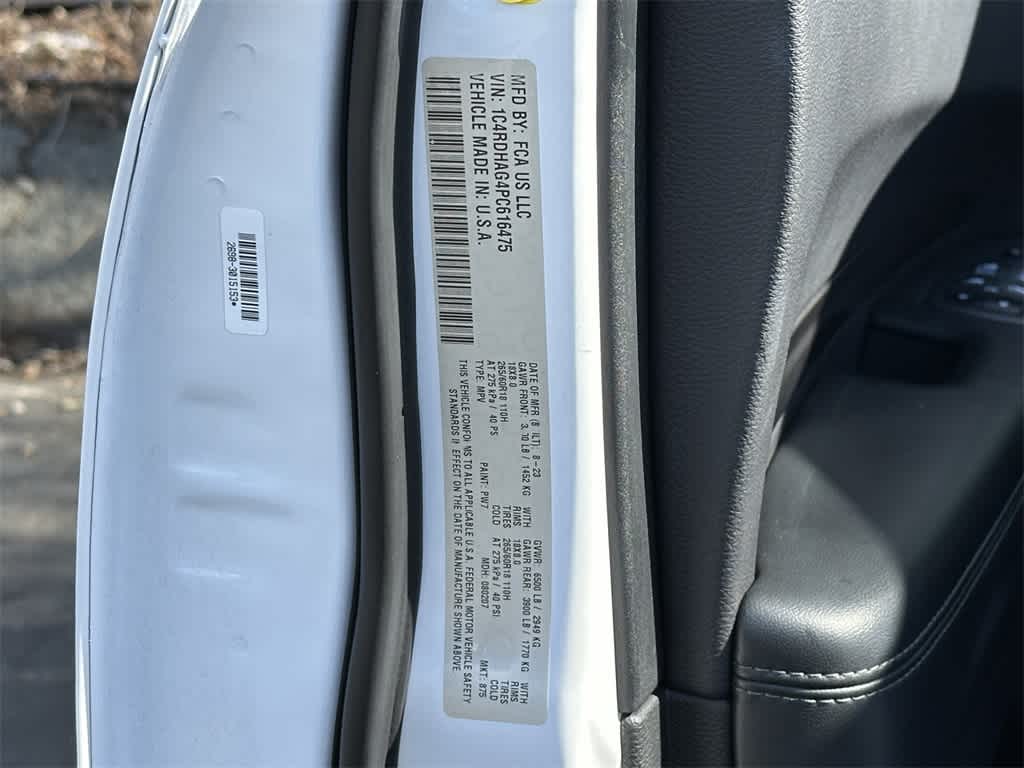 MFD BY: FCA US LLC
VIN: 1C4RDHAG4PC616475
VEHICLE MADE IN: U.S.A.
DATE OF MFR (B ILT): 8-23 GVWR: 6500 LB / 2949 KG
GAWR FRONT: 3, 10 LB / 1452 KG WITH GAWR REAR: 3900 LB / 1770 KG WITH
18X8.0 RIMS 18X8.0 RIMS
265/60R18 110H TIRES 265/60R18 110H TIRES
AT 275 kPa / 40 PS COLD AT 275 kPa / 40 PSI COLD
TYPE: MPV PAINT: PW7 MDH: 080207 MKT: 875
THIS VEHICLE CONFO MS TO ALL APPLICABLE U.S.A. FEDERAL MOTOR VEHICLE SAFETY
STANDARDS I EFFECT ON THE DATE OF MANUFACTURE SHOWN ABOVE
2698-3015153*